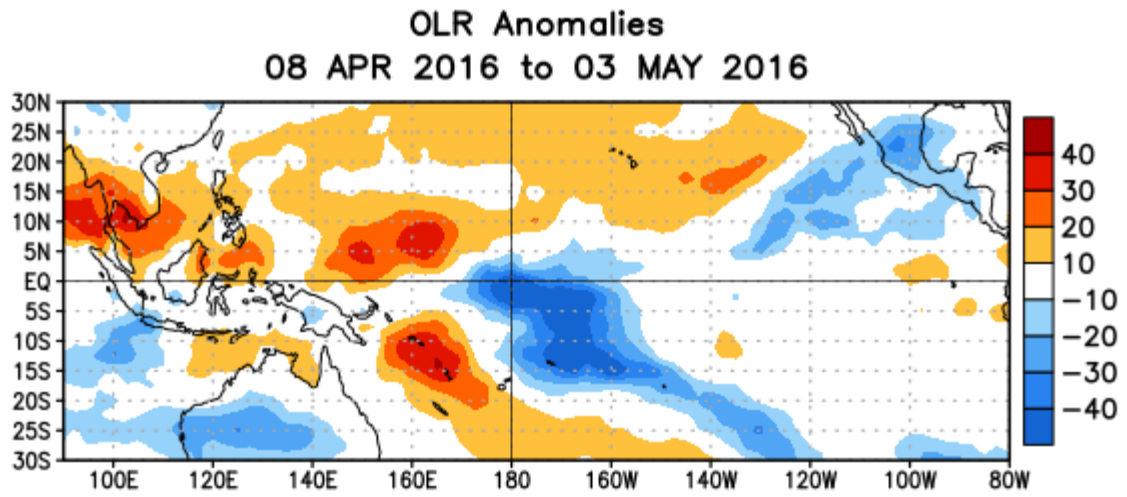 OLR Anomalies
08 APR 2016 to 03 MAY 2016
30N
25N
20N
15N
10N
5N
EQ
5S
10S
15S
20S
25S
30S
100E 120E 140E 160E 180 160W 140W 120W 100W 80W
40
30
20
10
−10
−20
−30
−40